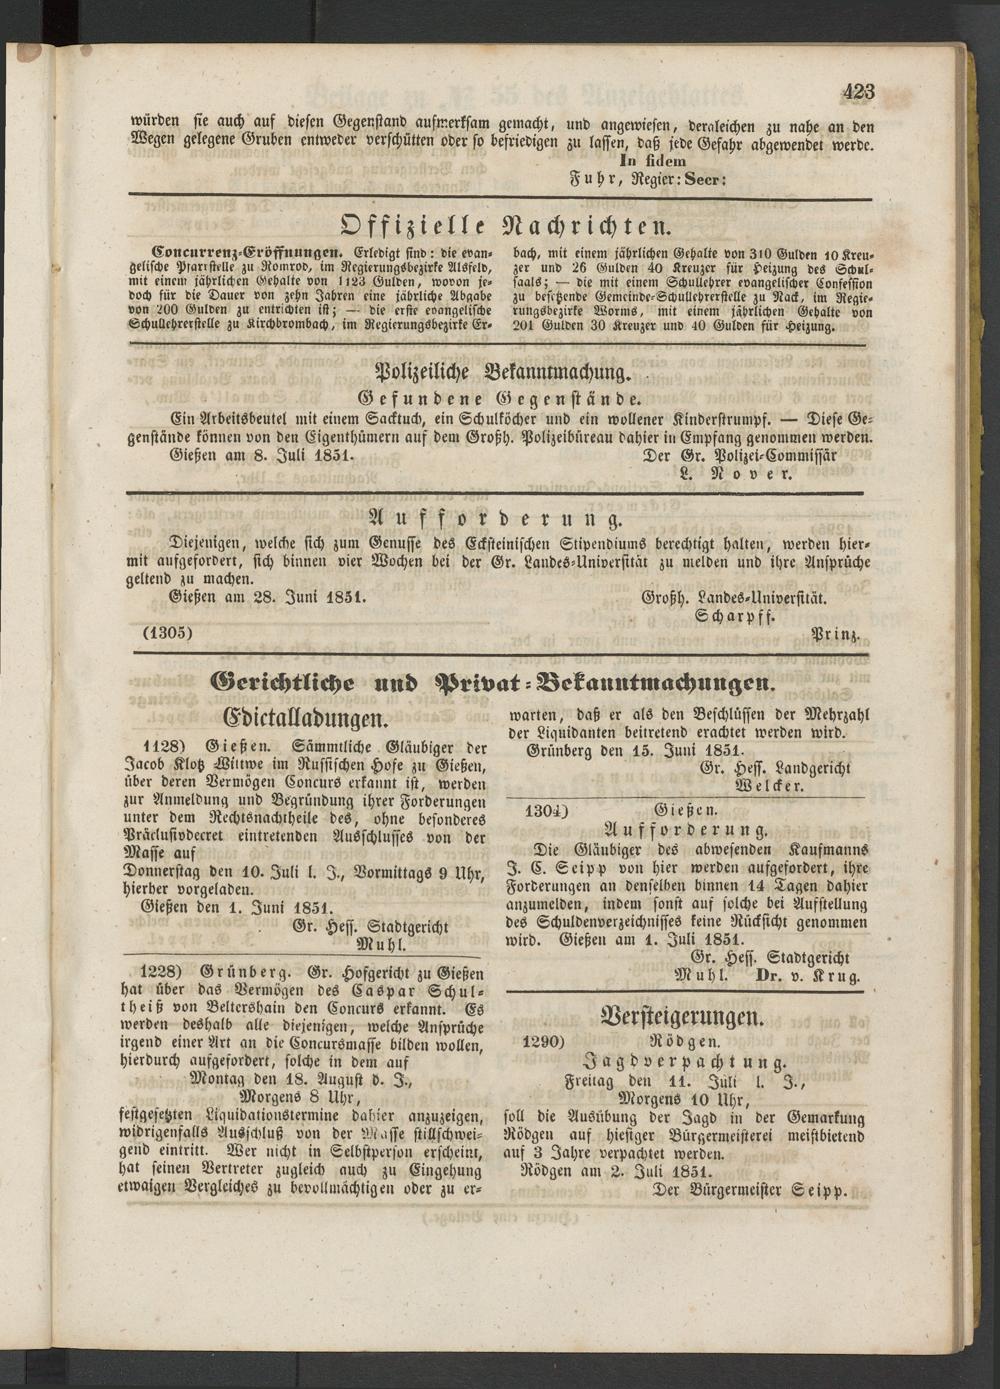 423
würden sie auch auf diesen Gegenstand aufmerksam gemacht, und angewiesen, dergleichen zu nahe an den
Wegen gelegene Gruben entweder verschütten oder so befriedigen zu lassen, daß jede Gefahr abgewendet werde.
In fidem
Fuhr, Regier: Secr:
Offizielle Nachrichten.
Concurrenz-Eröffnungen. Erledigt sind: die evan-
gelische Pfarrstelle zu Romrod, im Regierungsbezirke Alsfeld,
mit einem jährlichen Gehalte von 1123 Gulden, wovon je-
doch für die Dauer von zehn Jahren eine jährliche Abgabe
von 200 Gulden zu entrichten ist; — die erste evangelische
Schullehrerstelle zu Kirchbrombach, im Regierungsbezirke Er-
bach, mit einem jährlichen Gehalte von 310 Gulden 10 Kreu-
zer und 26 Gulden 40 Kreuzer für Heizung des Schul-
saals; — die mit einem Schullehrer evangelischer Confession
zu besetzende Gemeinde-Schullehrerstelle zu Nack, im Regie-
rungsbezirke Worms, mit einem jährlichen Gehalte von
201 Gulden 30 Kreuzer und 40 Gulden für Heizung.
Polizeiliche Bekanntmachung.
Gefundene Gegenstände.
Ein Arbeitsbeutel mit einem Sacktuch, ein Schulköcher und ein wollener Kinderstrumpf. — Diese Ge-
genstände können von den Eigenthümern auf dem Großh. Polizeibüreau dahier in Empfang genommen werden.
Gießen am 8. Juli 1851. Der Gr. Polizei-Commissär
L. Nover.
Aufforderung.
Diejenigen, welche sich zum Genusse des Ecksteinischen Stipendiums berechtigt halten, werden hier-
mit aufgefordert, sich binnen vier Wochen bei der Gr. Landes-Universität zu melden und ihre Ansprüche
geltend zu machen.
Gießen am 28. Juni 1851. Großh. Landes-Universität.
Scharpff.
(1305) Prinz.
Gerichtliche und Privat-Bekanntmachungen.
Edictalladungen.
1128) Gießen. Sämmtliche Gläubiger der
Jacob Klotz Wittwe im Russischen Hofe zu Gießen,
über deren Vermögen Concurs erkannt ist, werden
zur Anmeldung und Begründung ihrer Forderungen
unter dem Rechtsnachtheile des, ohne besonderes
Präclusivdecret eintretenden Ausschlusses von der
Masse auf
Donnerstag den 10. Juli l. J., Vormittags 9 Uhr,
hierher vorgeladen.
Gießen den 1. Juni 1851.
Gr. Hess. Stadtgericht
Muhl.
1228) Grünberg. Gr. Hofgericht zu Gießen
hat über das Vermögen des Caspar Schul-
theiß von Beltershain den Concurs erkannt. Es
werden deshalb alle diejenigen, welche Ansprüche
irgend einer Art an die Concursmasse bilden wollen,
hierdurch aufgefordert, solche in dem auf
Montag den 18. August d. J.,
Morgens 8 Uhr,
festgesetzten Liquidationstermine dahier anzuzeigen,
widrigenfalls Ausschluß von der Masse stillschwei-
gend eintritt. Wer nicht in Selbstperson erscheint,
hat seinen Vertreter zugleich auch zu Eingehung
etwaigen Vergleiches zu bevollmächtigen oder zu er-
warten, daß er als den Beschlüssen der Mehrzahl
der Liquidanten beitretend erachtet werden wird.
Grünberg den 15. Juni 1851.
Gr. Hess. Landgericht
Welcker.
1304) Gießen.
Aufforderung.
Die Gläubiger des abwesenden Kaufmanns
J. C. Seipp von hier werden aufgefordert, ihre
Forderungen an denselben binnen 14 Tagen dahier
anzumelden, indem sonst auf solche bei Aufstellung
des Schuldenverzeichnisses keine Rücksicht genommen
wird. Gießen am 1. Juli 1851.
Gr. Hess. Stadtgericht
Muhl. Dr. v. Krug.
Versteigerungen.
1290) Rödgen.
Jagdverpachtung.
Freitag den 11. Juli l. J.,
Morgens 10 Uhr,
soll die Ausübung der Jagd in der Gemarkung
Rödgen auf hiesiger Bürgermeisterei meistbietend
auf 3 Jahre verpachtet werden.
Rödgen am 2. Juli 1851.
Der Bürgermeister Seipp.